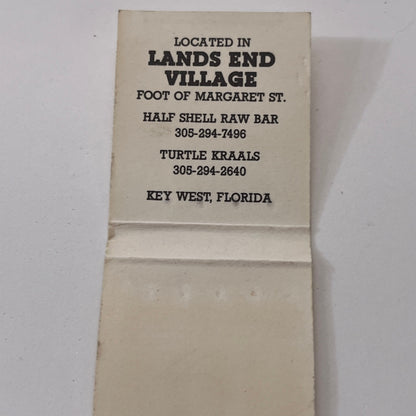 LOCATED IN
LANDS END
VILLAGE
FOOT OF MARGARET ST.
HALF SHELL RAW BAR
305-294-7496
TURTLE KRAALS
305-294-2640
KEY WEST, FLORIDA